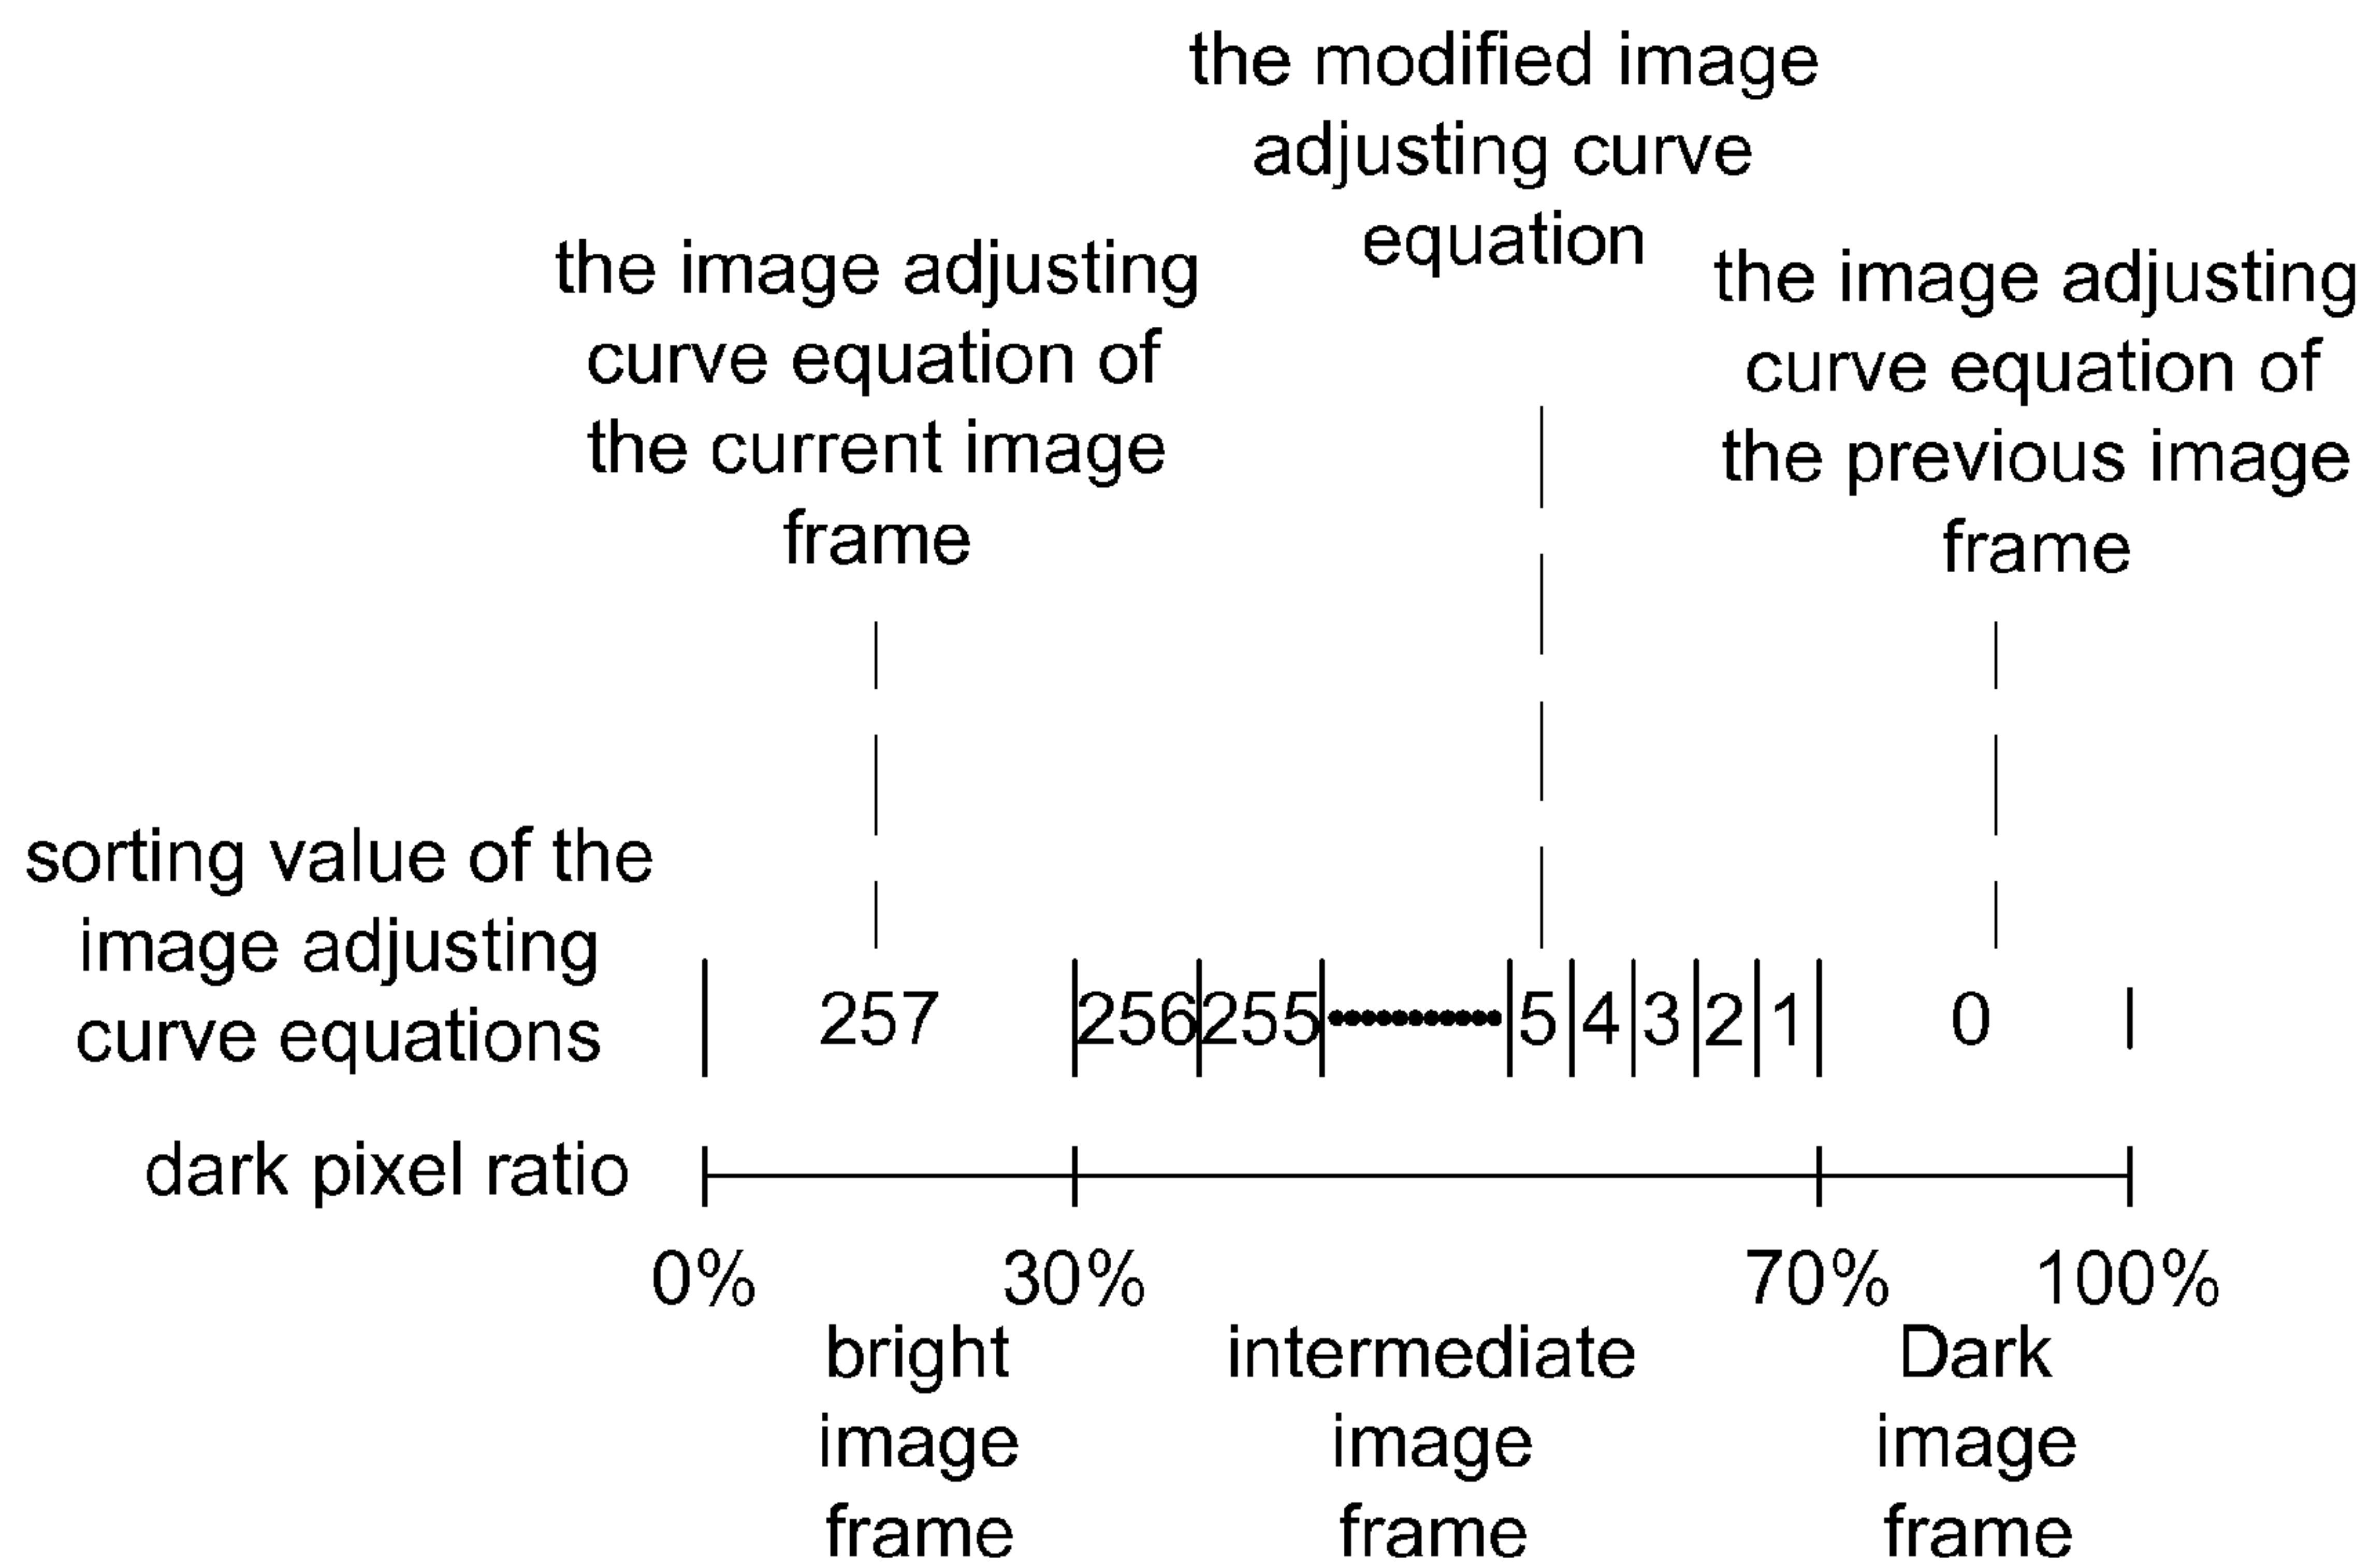 the modified image
adjusting curve
equation
the image adjusting
curve equation of
the current image
frame
the image adjusting
curve equation of
the previous image
frame
sorting value of the
image adjusting
curve equations
257 256 255 5 4 3 2 1 0
dark pixel ratio
0% 30% 70% 100%
bright
image
frame
intermediate
image
frame
Dark
image
frame